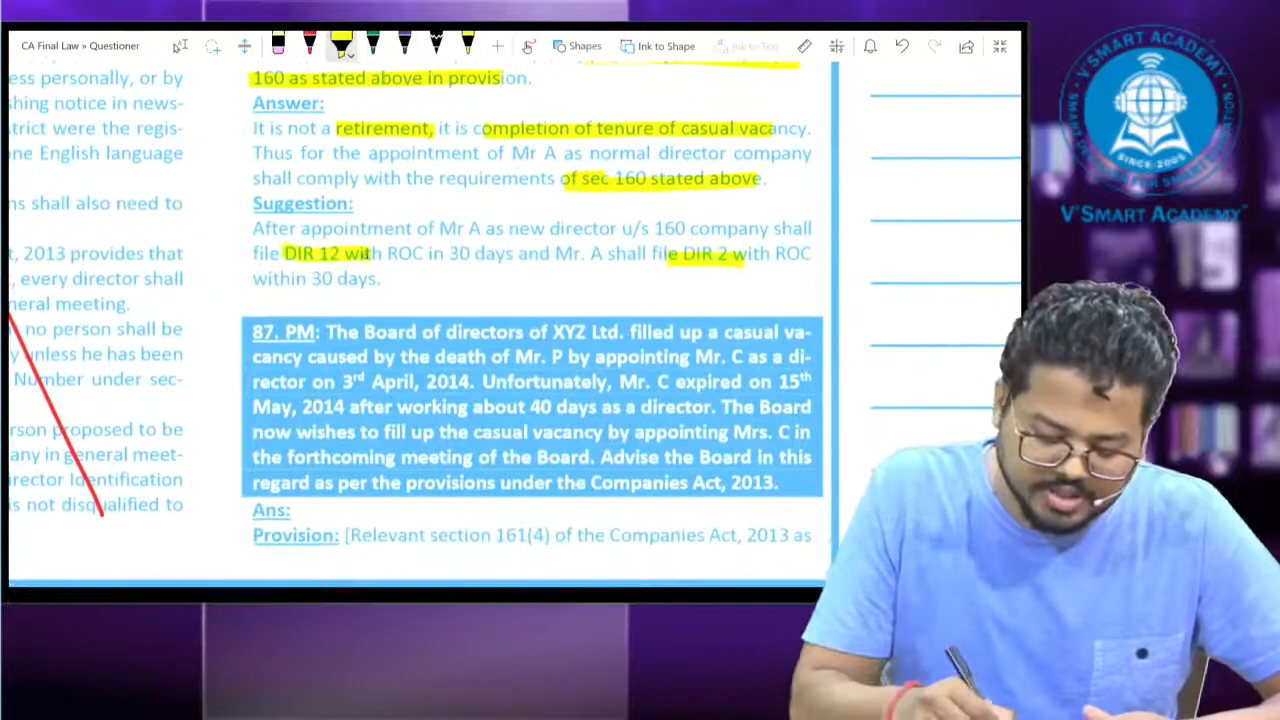 CA Final Law » Questioner
Shapes
Ink to Shape
Ink to Text
ess personally, or by
shing notice in news-
strict were the regis-
one English language
ns shall also need to
t, 2013 provides that
, every director shall
neral meeting.
no person shall be
y unless he has been
Number under sec-
erson proposed to be
any in general meet-
irector Identification
is not disqualified to
160 as stated above in provision.
Answer:
It is not a retirement, it is completion of tenure of casual vacancy.
Thus for the appointment of Mr A as normal director company
shall comply with the requirements of sec 160 stated above.
Suggestion:
After appointment of Mr A as new director u/s 160 company shall
file DIR 12 with ROC in 30 days and Mr. A shall file DIR 2 with ROC
within 30 days.
87. PM: The Board of directors of XYZ Ltd. filled up a casual va-
cancy caused by the death of Mr. P by appointing Mr. C as a di-
rector on 3rd April, 2014. Unfortunately, Mr. C expired on 15th
May, 2014 after working about 40 days as a director. The Board
now wishes to fill up the casual vacancy by appointing Mrs. C in
the forthcoming meeting of the Board. Advise the Board in this
regard as per the provisions under the Companies Act, 2013.
Ans:
Provision: [Relevant section 161(4) of the Companies Act, 2013 as
V'SMART ACADEMY
SINCE-2005
V'SMART ACADEMY